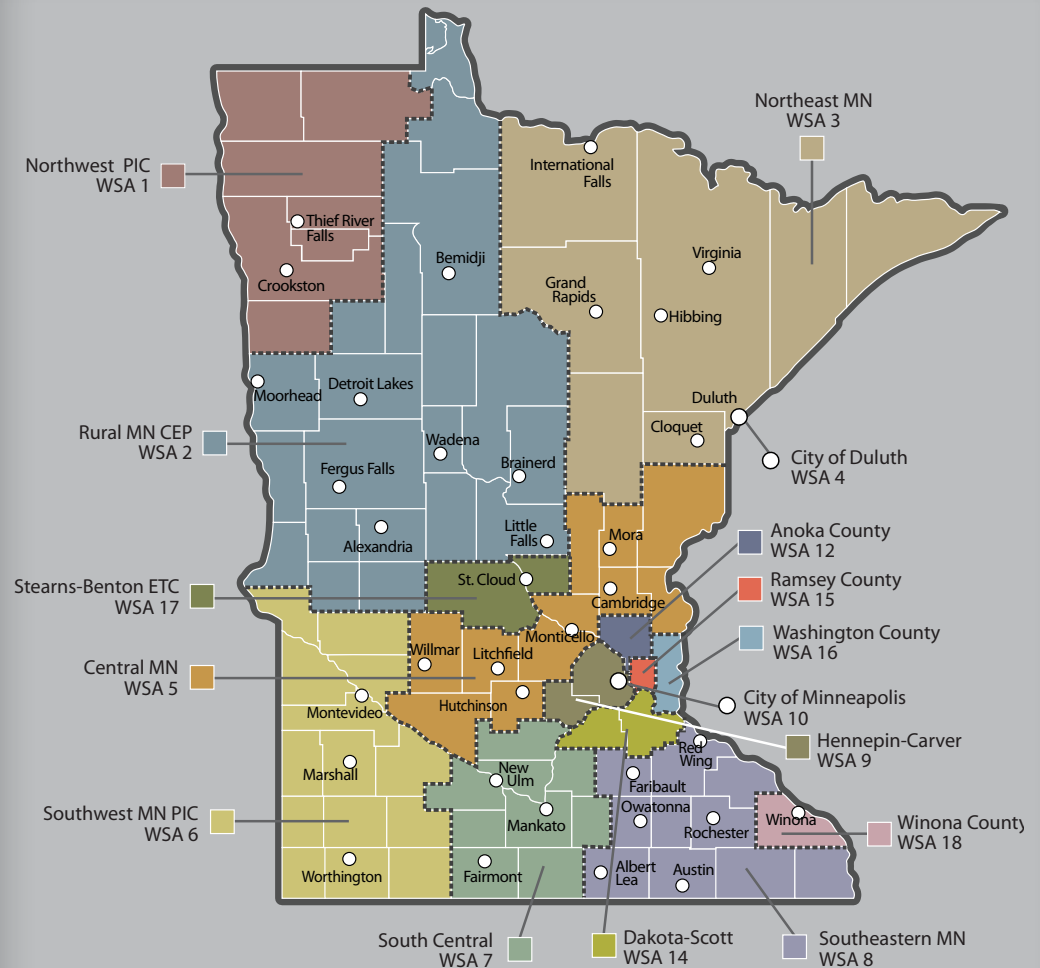 Northeast MN
WSA 3
Northwest PIC
WSA 1
International
Falls
Thief River
Falls
Crookston
Bemidji
Virginia
Grand
Rapids
Hibbing
Moorhead
Detroit Lakes
Duluth
Cloquet
Rural MN CEP
WSA 2
Wadena
Brainerd
City of Duluth
WSA 4
Fergus Falls
Alexandria
Little
Falls
Mora
Anoka County
WSA 12
Stearns-Benton ETC
WSA 17
St. Cloud
Cambridge
Ramsey County
WSA 15
Monticello
Washington County
WSA 16
Central MN
WSA 5
Willmar
Litchfield
Hutchinson
Montevideo
City of Minneapolis
WSA 10
Hennepin-Carver
WSA 9
Red
Wing
Marshall
New
Ulm
Faribault
Southwest MN PIC
WSA 6
Mankato
Owatonna
Rochester
Winona
Winona County
WSA 18
Worthington
Fairmont
Albert
Lea
Austin
South Central
WSA 7
Dakota-Scott
WSA 14
Southeastern MN
WSA 8